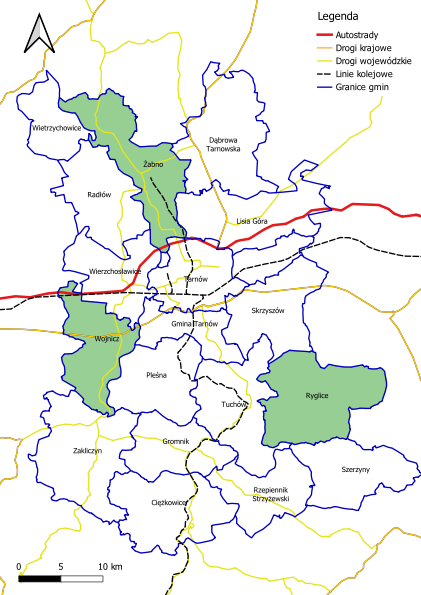 Legenda
Autostrady
Drogi krajowe
Drogi wojewódzkie
Linie kolejowe
Granice gmin
Wietrzychowice
Dąbrowa
Tarnowska
Żabno
Radłów
Lisia Góra
Wierzchosławice
Tarnów
Skrzyszów
Gmina Tarnów
Wojnicz
Pleśna
Ryglice
Tuchów
Gromnik
Zakliczyn
Szerzyny
Rzepiennik
Strzyżewski
Ciężkowice
0 5 10 km